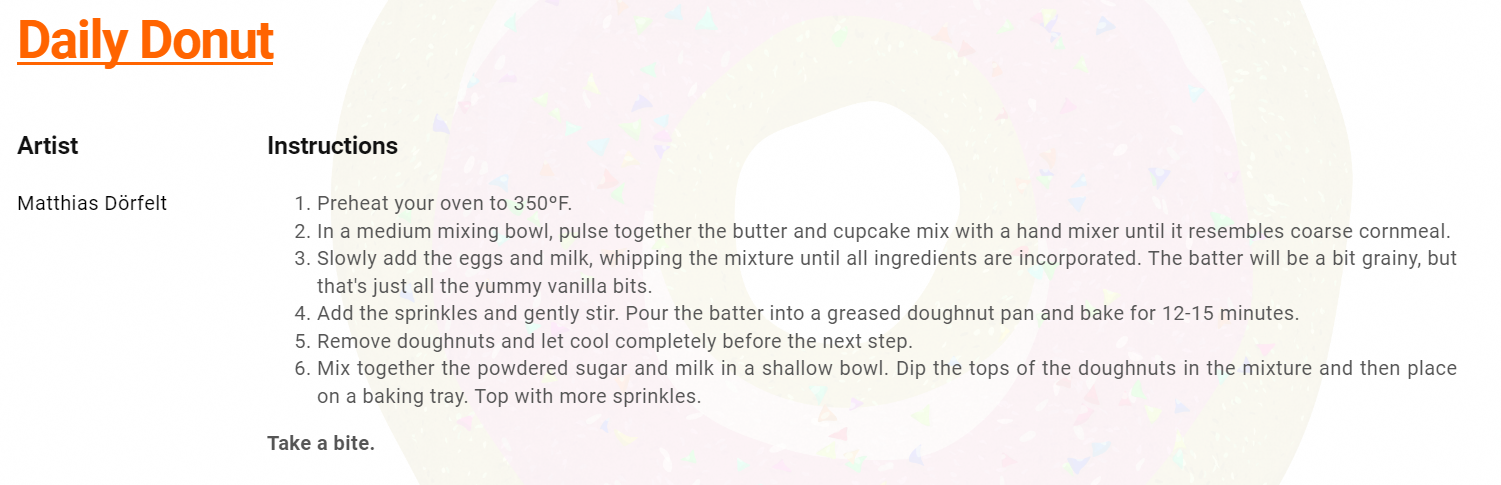 Daily Donut
Artist
Matthias Dörfelt
Instructions
1. Preheat your oven to 350°F.
2. In a medium mixing bowl, pulse together the butter and cupcake mix with a hand mixer until it resembles coarse cornmeal.
3. Slowly add the eggs and milk, whipping the mixture until all ingredients are incorporated. The batter will be a bit grainy, but
that's just all the yummy vanilla bits.
4. Add the sprinkles and gently stir. Pour the batter into a greased doughnut pan and bake for 12-15 minutes.
5. Remove doughnuts and let cool completely before the next step.
6. Mix together the powdered sugar and milk in a shallow bowl. Dip the tops of the doughnuts in the mixture and then place
on a baking tray. Top with more sprinkles.
Take a bite.